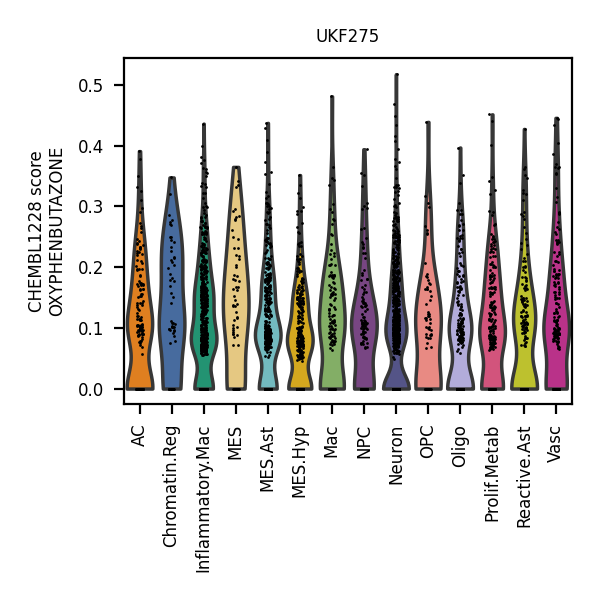 UKF275
CHEMBL1228 score
OXYPHENBUTAZONE
0.5
0.4
0.3
0.2
0.1
0.0
AC
Chromatin.Reg
Inflammatory.Mac
MES
MES.Ast
MES.Hyp
Mac
NPC
Neuron
OPC
Oligo
Prolif.Metab
Reactive.Ast
Vasc